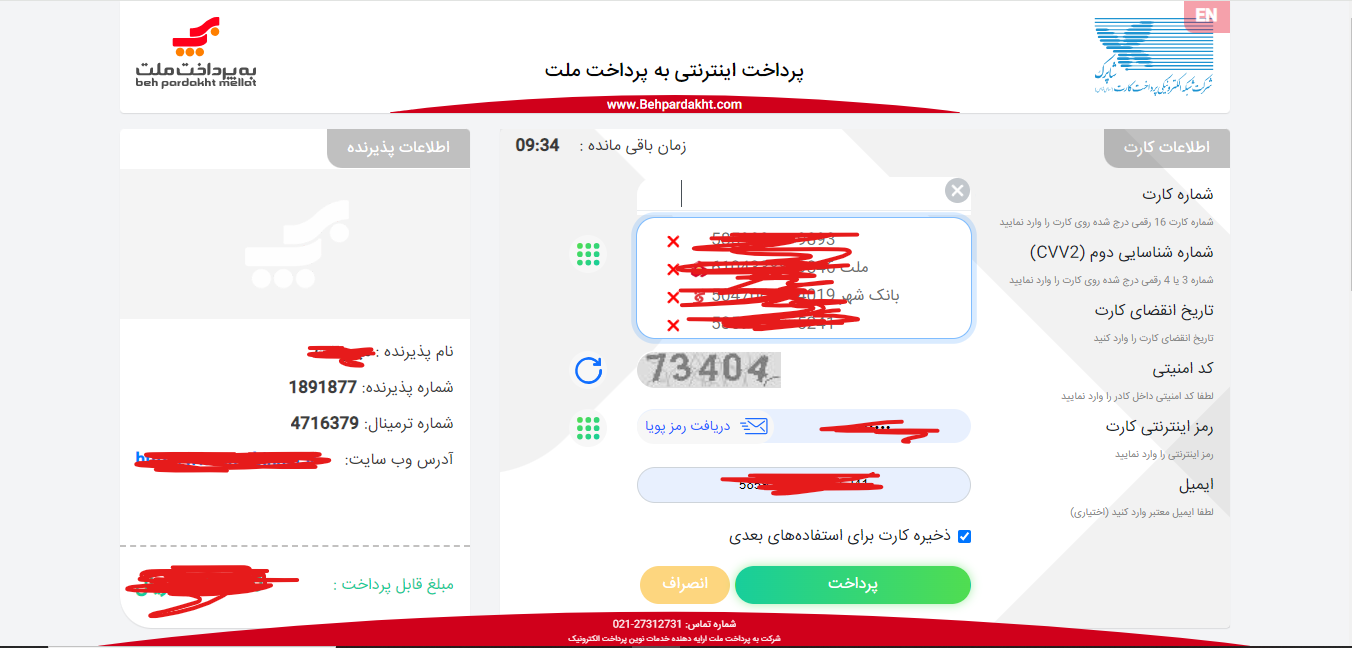 EN
به پرداخت ملت
beh pardakht mellat
پرداخت اینترنتی به پرداخت ملت
www.Behpardakht.com
شاپرک
شرکت شبکه الکترونیکی پرداخت کارت
اطلاعات کارت
زمان باقی مانده : 09:34
شماره کارت
شماره کارت 16 رقمی درج شده روی کارت را وارد نمایید
شماره شناسایی دوم (CVV2)
شماره 3 یا 4 رقمی درج شده روی کارت را وارد نمایید
ملت
بانک شهر
تاریخ انقضای کارت
تاریخ انقضای کارت را وارد کنید
کد امنیتی
لطفا کد امنیتی داخل کادر را وارد نمایید
73404
رمز اینترنتی کارت
رمز اینترنتی را وارد نمایید
دریافت رمز پویا
ایمیل
لطفا ایمیل معتبر وارد کنید (اختیاری)
ذخیره کارت برای استفاده‌های بعدی
پرداخت
انصراف
اطلاعات پذیرنده
نام پذیرنده :
شماره پذیرنده: 1891877
شماره ترمینال: 4716379
آدرس وب سایت:
مبلغ قابل پرداخت :
شماره تماس: 27312731-021
شرکت به پرداخت ملت ارایه دهنده خدمات نوین پرداخت الکترونیک